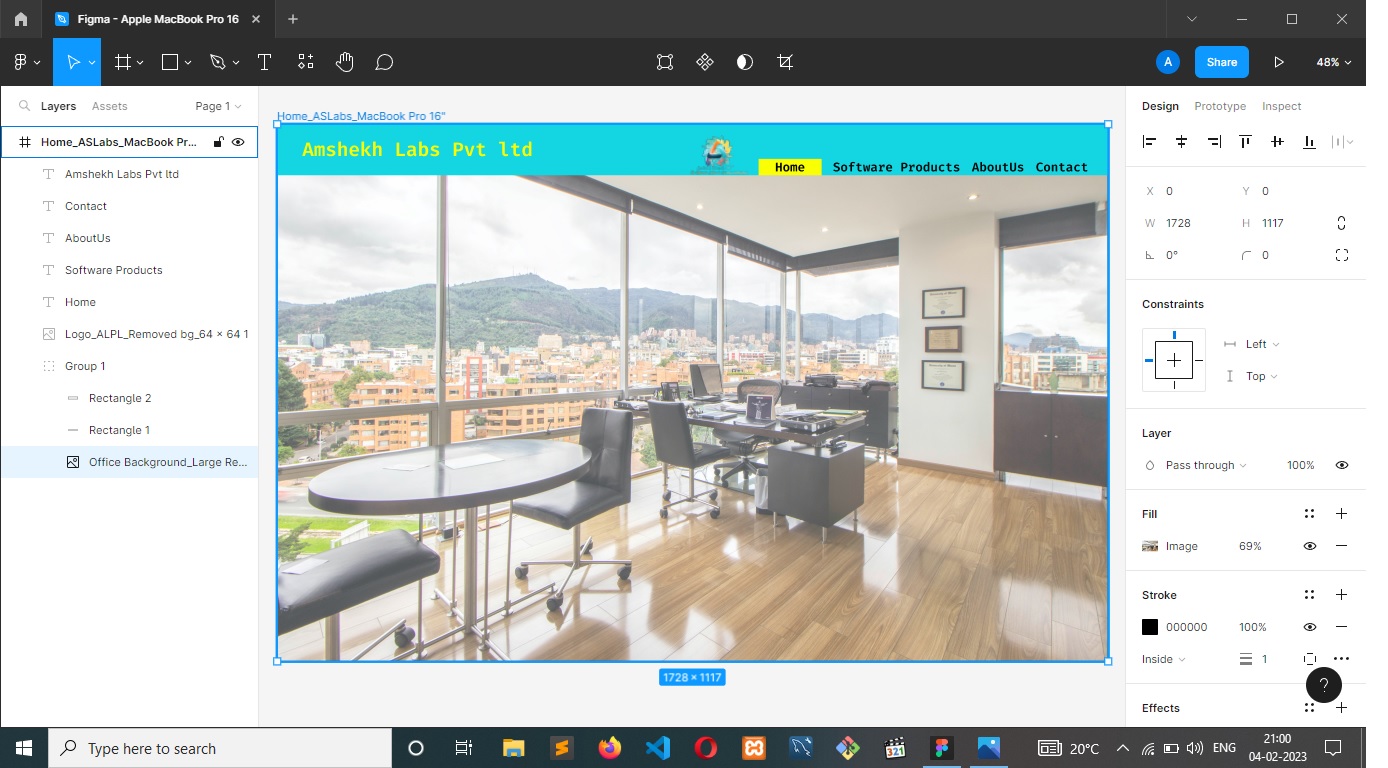 Figma - Apple MacBook Pro 16
A
Share
48%
Layers
Assets
Page 1
Design
Prototype
Inspect
Home_ASLabs_MacBook Pr...
Amshekh Labs Pvt ltd
Contact
AboutUs
Software Products
Home
Logo_ALPL_Removed bg_64 × 64 1
Group 1
Rectangle 2
Rectangle 1
Office Background_Large Re...
Home_ASLabs_MacBook Pro 16"
Amshekh Labs Pvt ltd
Home Software Products AboutUs Contact
1728 × 1117
X 0 Y 0
W 1728 H 1117
0° 0
Constraints
Left
Top
Layer
Pass through 100%
Fill
Image 69%
Stroke
000000 100%
Inside 1
Effects
?
Type here to search
321
20°C
ENG
21:00
04-02-2023